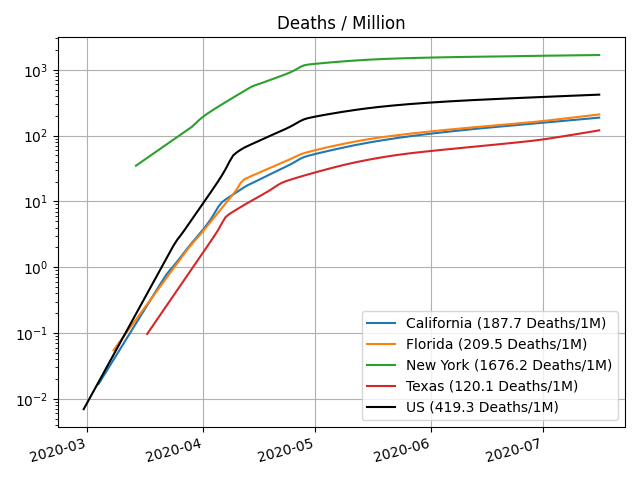 Deaths / Million
10³
10²
10¹
10⁰
10⁻¹
10⁻²
California (187.7 Deaths/1M)
Florida (209.5 Deaths/1M)
New York (1676.2 Deaths/1M)
Texas (120.1 Deaths/1M)
US (419.3 Deaths/1M)
2020-03
2020-04
2020-05
2020-06
2020-07